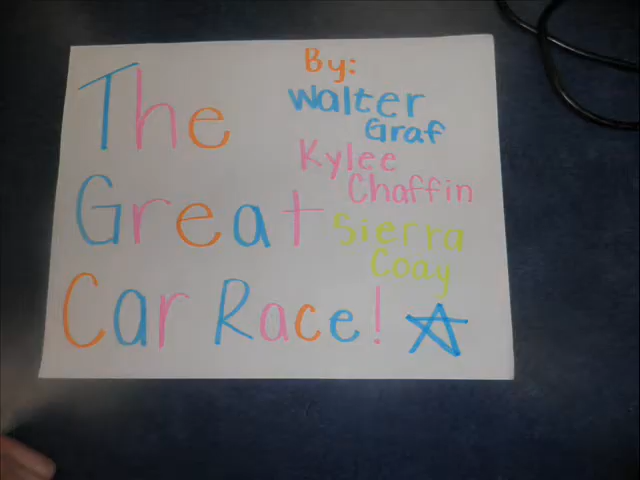 The
Great
Car Race!
By:
Walter
Graf
Kylee
Chaffin
Sierra
Coay